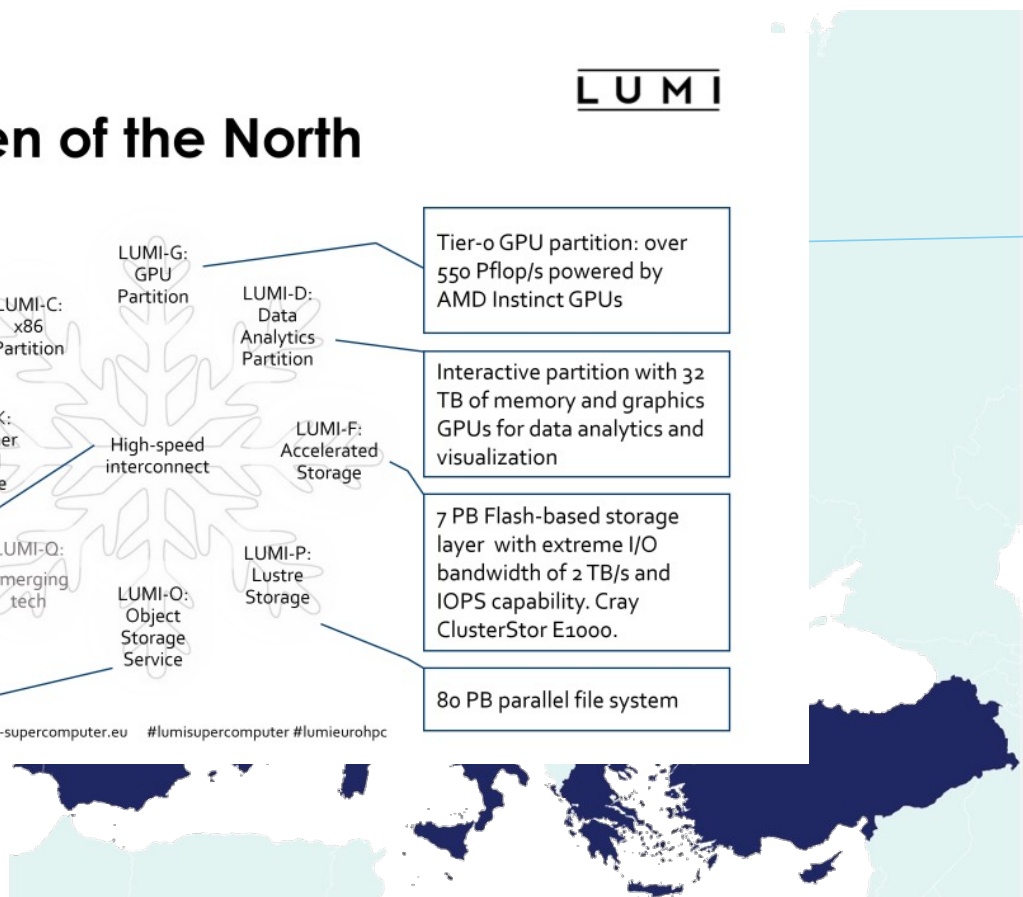 LUMI
en of the North
LUMI-G:
GPU
Partition
LUMI-C:
x86
Partition
LUMI-D:
Data
Analytics
Partition
K:
er
e
High-speed
interconnect
LUMI-F:
Accelerated
Storage
LUMI-Q:
merging
tech
LUMI-P:
Lustre
Storage
LUMI-O:
Object
Storage
Service
Tier-0 GPU partition: over
550 Pflop/s powered by
AMD Instinct GPUs
Interactive partition with 32
TB of memory and graphics
GPUs for data analytics and
visualization
7 PB Flash-based storage
layer with extreme I/O
bandwidth of 2 TB/s and
IOPS capability. Cray
ClusterStor E1000.
80 PB parallel file system
-supercomputer.eu #lumisupercomputer #lumieurohpc